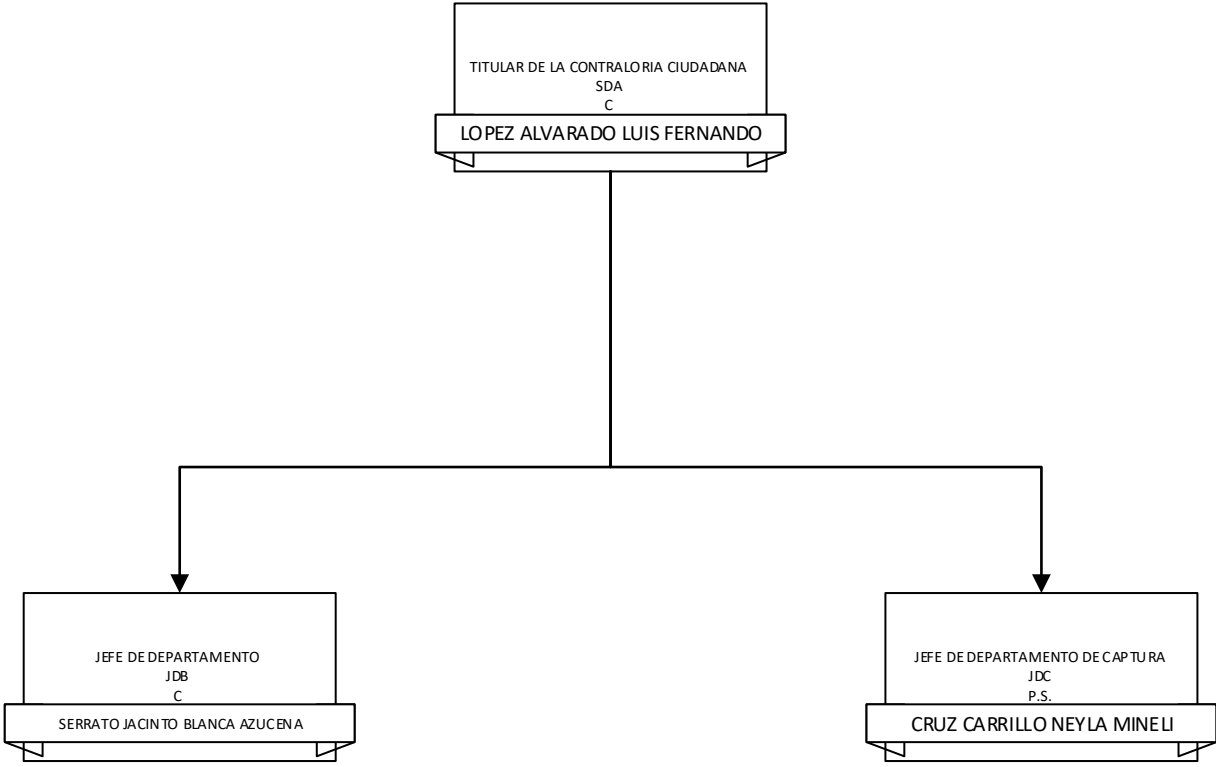 TITULAR DE LA CONTRALORIA CIUDADANA
SDA
C
LOPEZ ALVARADO LUIS FERNANDO
JEFE DE DEPARTAMENTO
JDB
C
SERRATO JACINTO BLANCA AZUCENA
JEFE DE DEPARTAMENTO DE CAPTURA
JDC
P.S.
CRUZ CARRILLO NEYLA MINELI